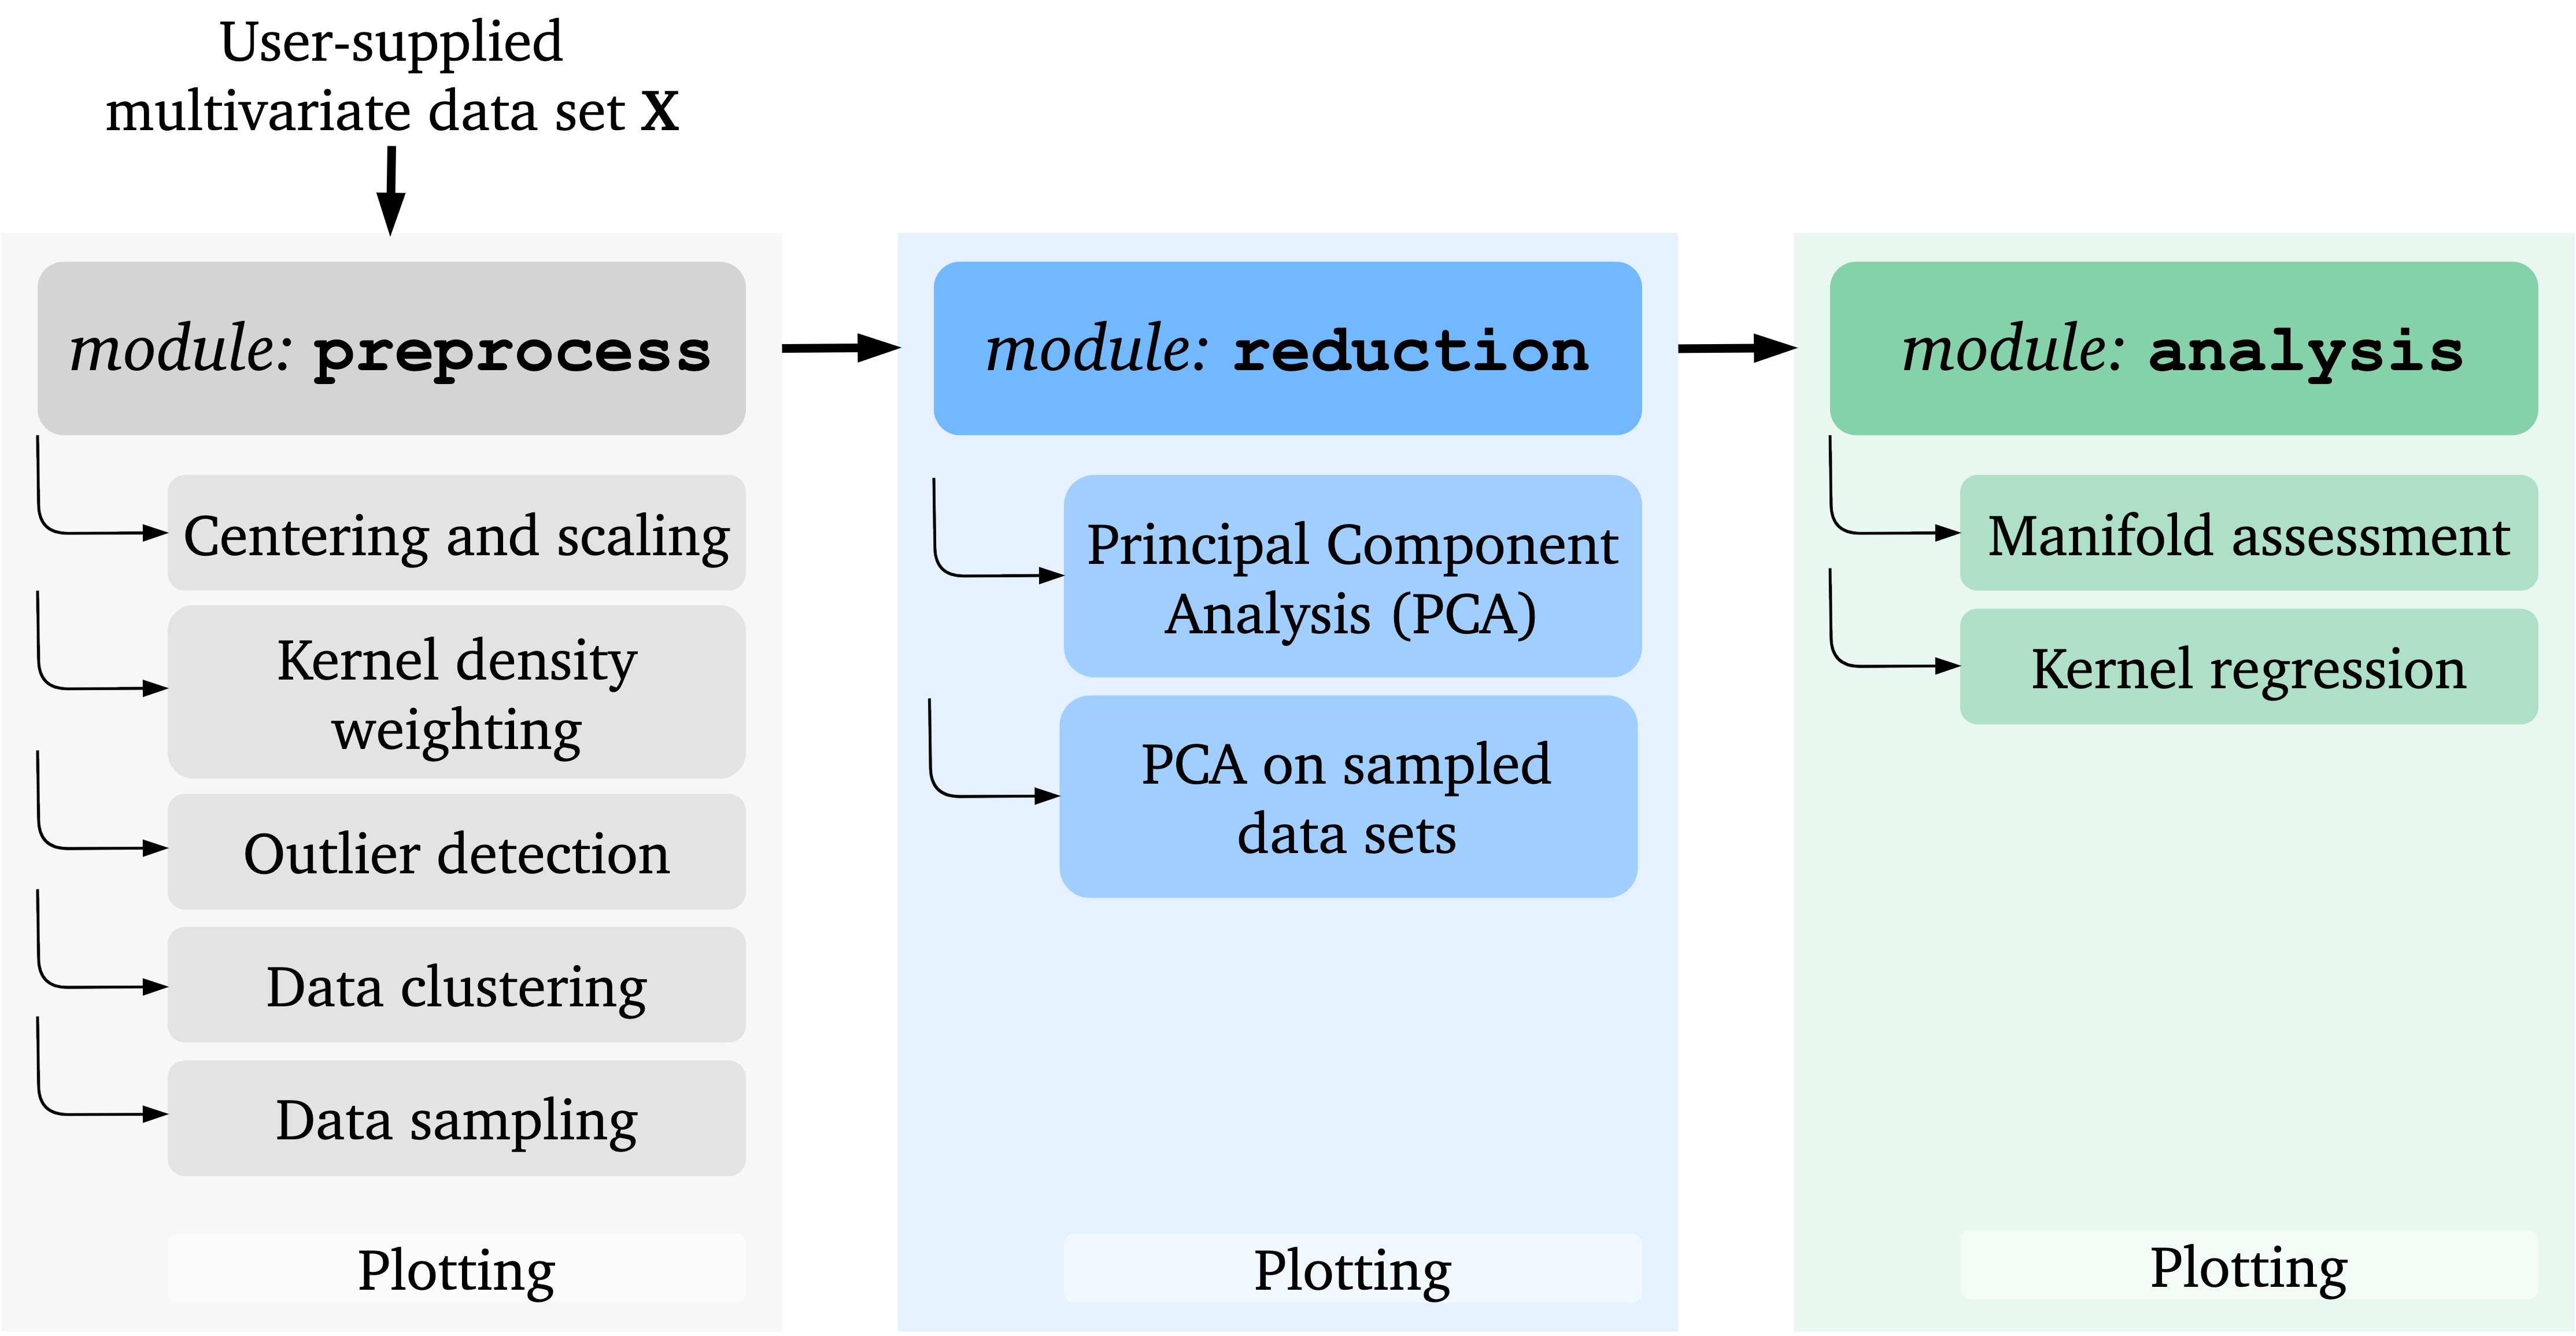 User-supplied
multivariate data set X
module: preprocess
Centering and scaling
Kernel density
weighting
Outlier detection
Data clustering
Data sampling
Plotting
module: reduction
Principal Component
Analysis (PCA)
PCA on sampled
data sets
Plotting
module: analysis
Manifold assessment
Kernel regression
Plotting